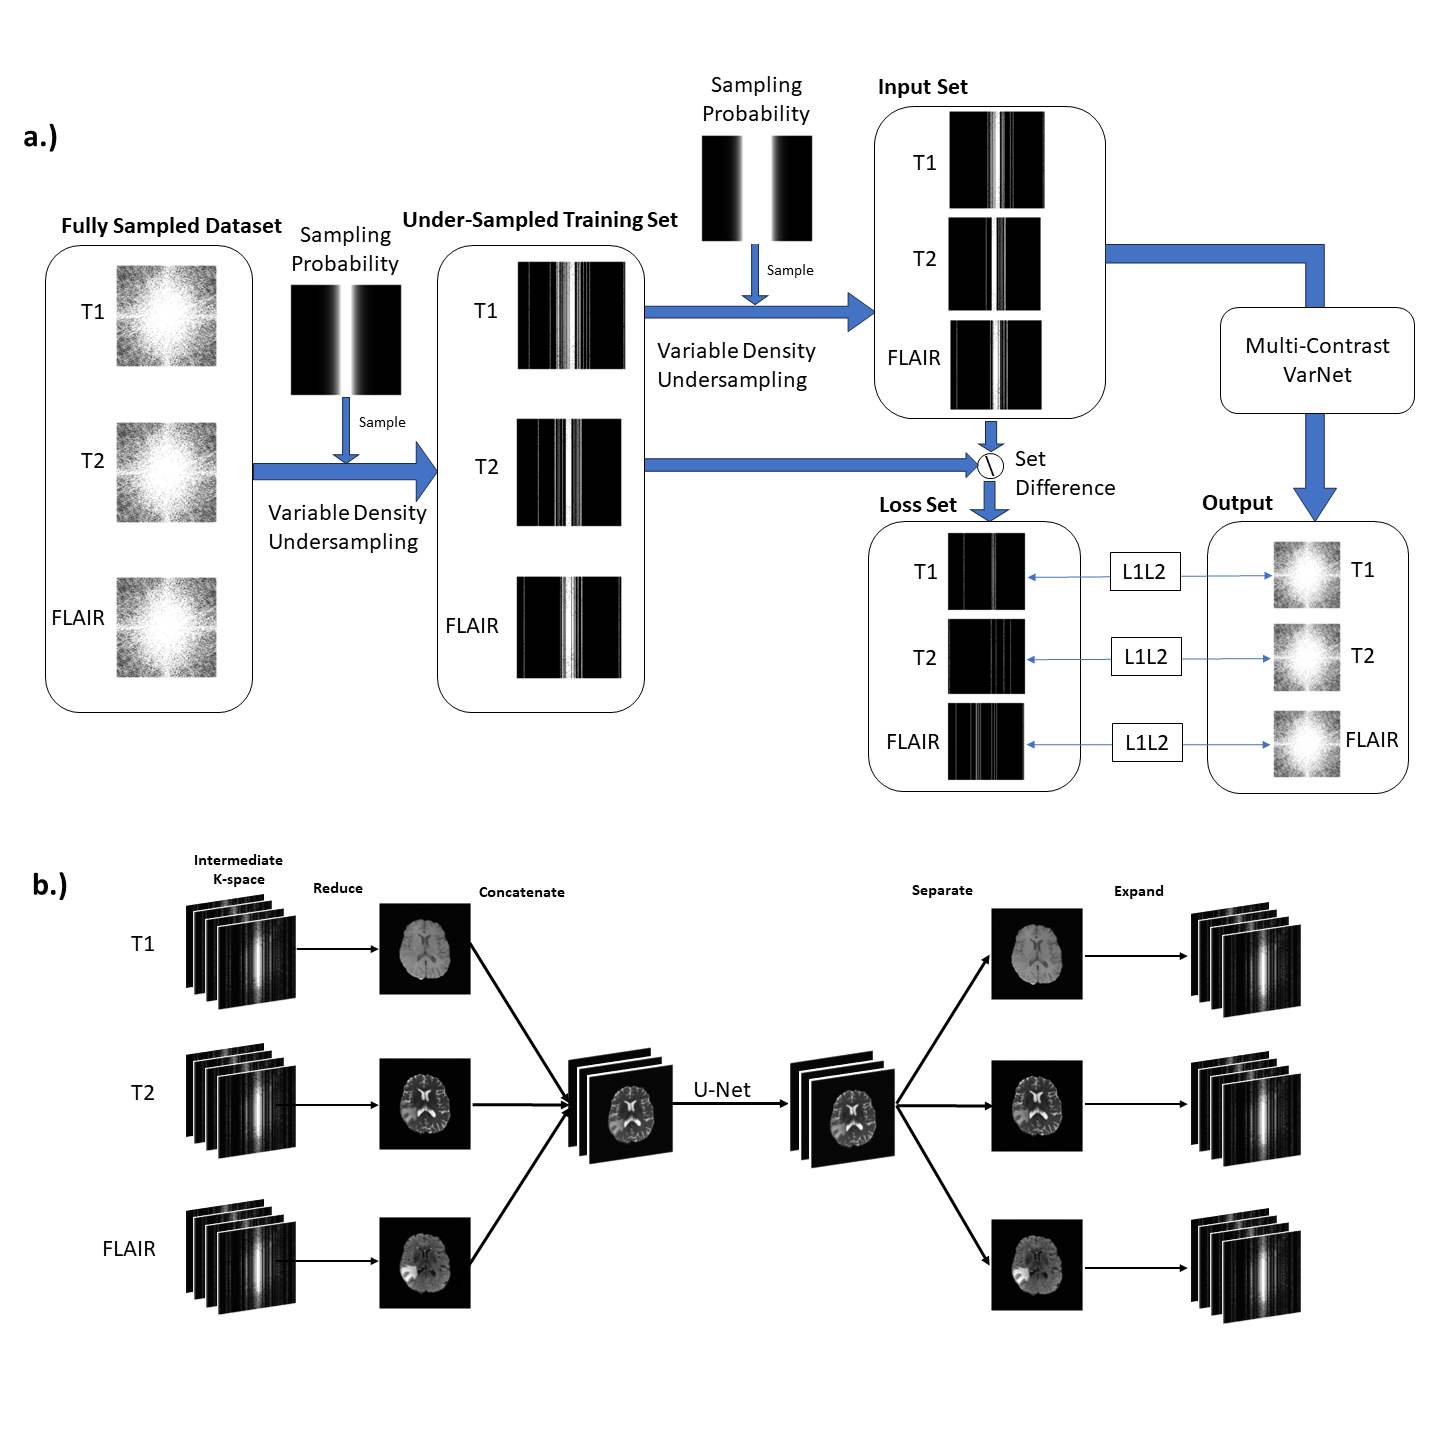 a.)
Fully Sampled Dataset
T1
T2
FLAIR
Sampling
Probability
Sample
Variable Density
Undersampling
Under-Sampled Training Set
T1
T2
FLAIR
Sampling
Probability
Sample
Variable Density
Undersampling
Input Set
T1
T2
FLAIR
Multi-Contrast
VarNet
\
Set
Difference
Loss Set
T1
T2
FLAIR
L1L2
L1L2
L1L2
Output
T1
T2
FLAIR
b.)
Intermediate
K-space
Reduce
Concatenate
Separate
Expand
T1
T2
FLAIR
U-Net